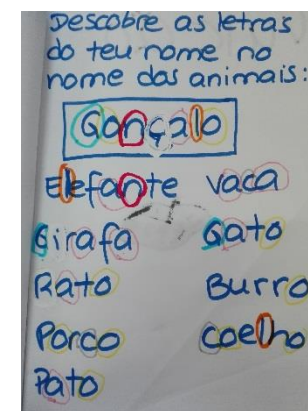 Descobre as letras
do teu nome no
nome dos animais:
Gonçalo
Elefante vaca
Girafa Gato
Rato Burro
Porco coelho
Pato